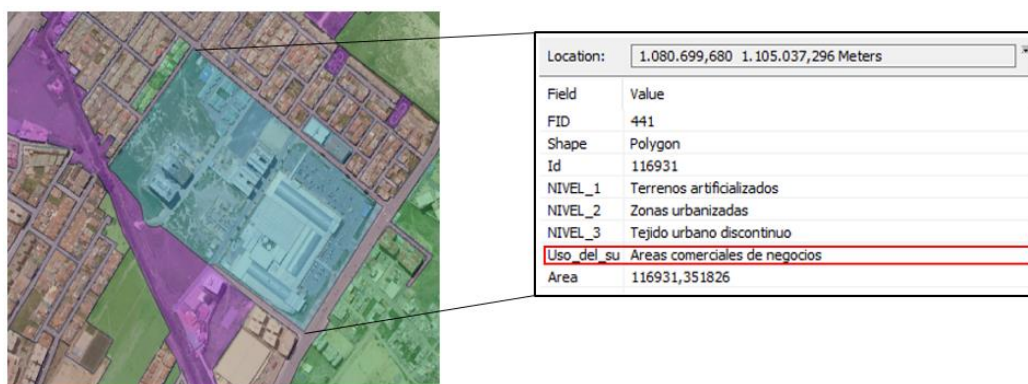 Location: 1.080.699,680 1.105.037,296 Meters
Field Value
FID 441
Shape Polygon
Id 116931
NIVEL_1 Terrenos artificializados
NIVEL_2 Zonas urbanizadas
NIVEL_3 Tejido urbano discontinuo
Uso_del_su Areas comerciales de negocios
Area 116931,351826